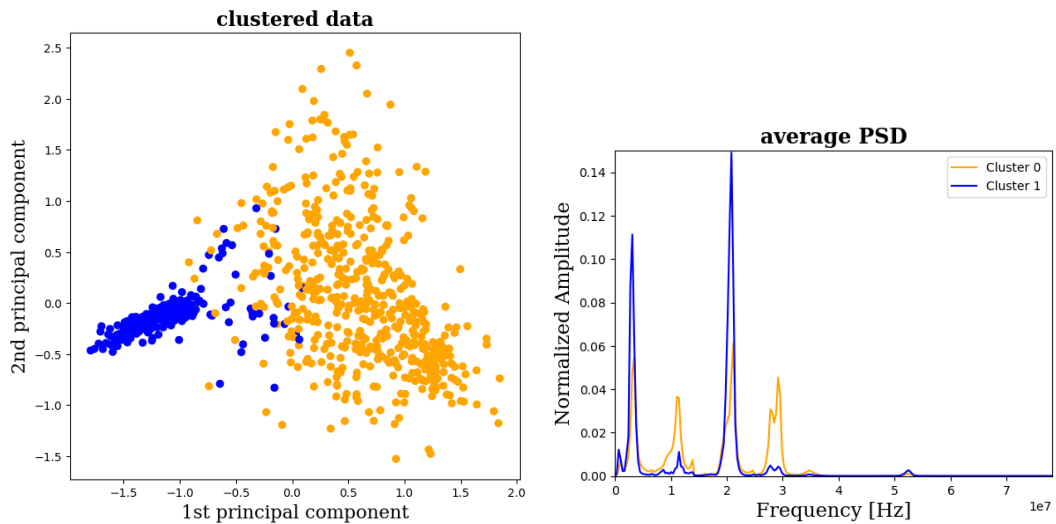 clustered data
2nd principal component
2.5
2.0
1.5
1.0
0.5
0.0
−0.5
−1.0
−1.5
−1.5 −1.0 −0.5 0.0 0.5 1.0 1.5 2.0
1st principal component
average PSD
Normalized Amplitude
0.14
0.12
0.10
0.08
0.06
0.04
0.02
0.00
Cluster 0
Cluster 1
0 1 2 3 4 5 6 7
1e7
Frequency [Hz]